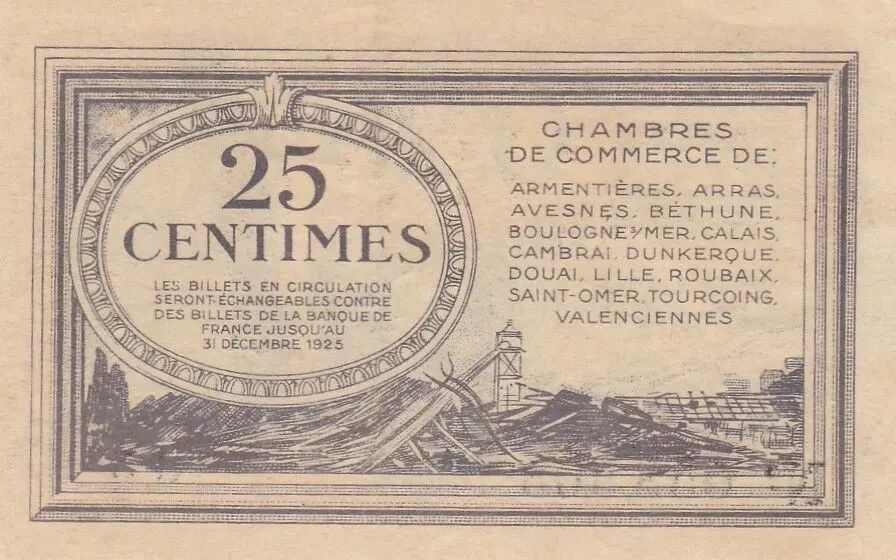 25
CENTIMES
LES BILLETS EN CIRCULATION
SERONT ÉCHANGEABLES CONTRE
DES BILLETS DE LA BANQUE DE
FRANCE JUSQU'AU
31 DÉCEMBRE 1925
CHAMBRES
DE COMMERCE DE:
ARMENTIÈRES, ARRAS,
AVESNES, BÉTHUNE,
BOULOGNE S/MER, CALAIS,
CAMBRAI, DUNKERQUE,
DOUAI, LILLE, ROUBAIX,
SAINT-OMER, TOURCOING,
VALENCIENNES